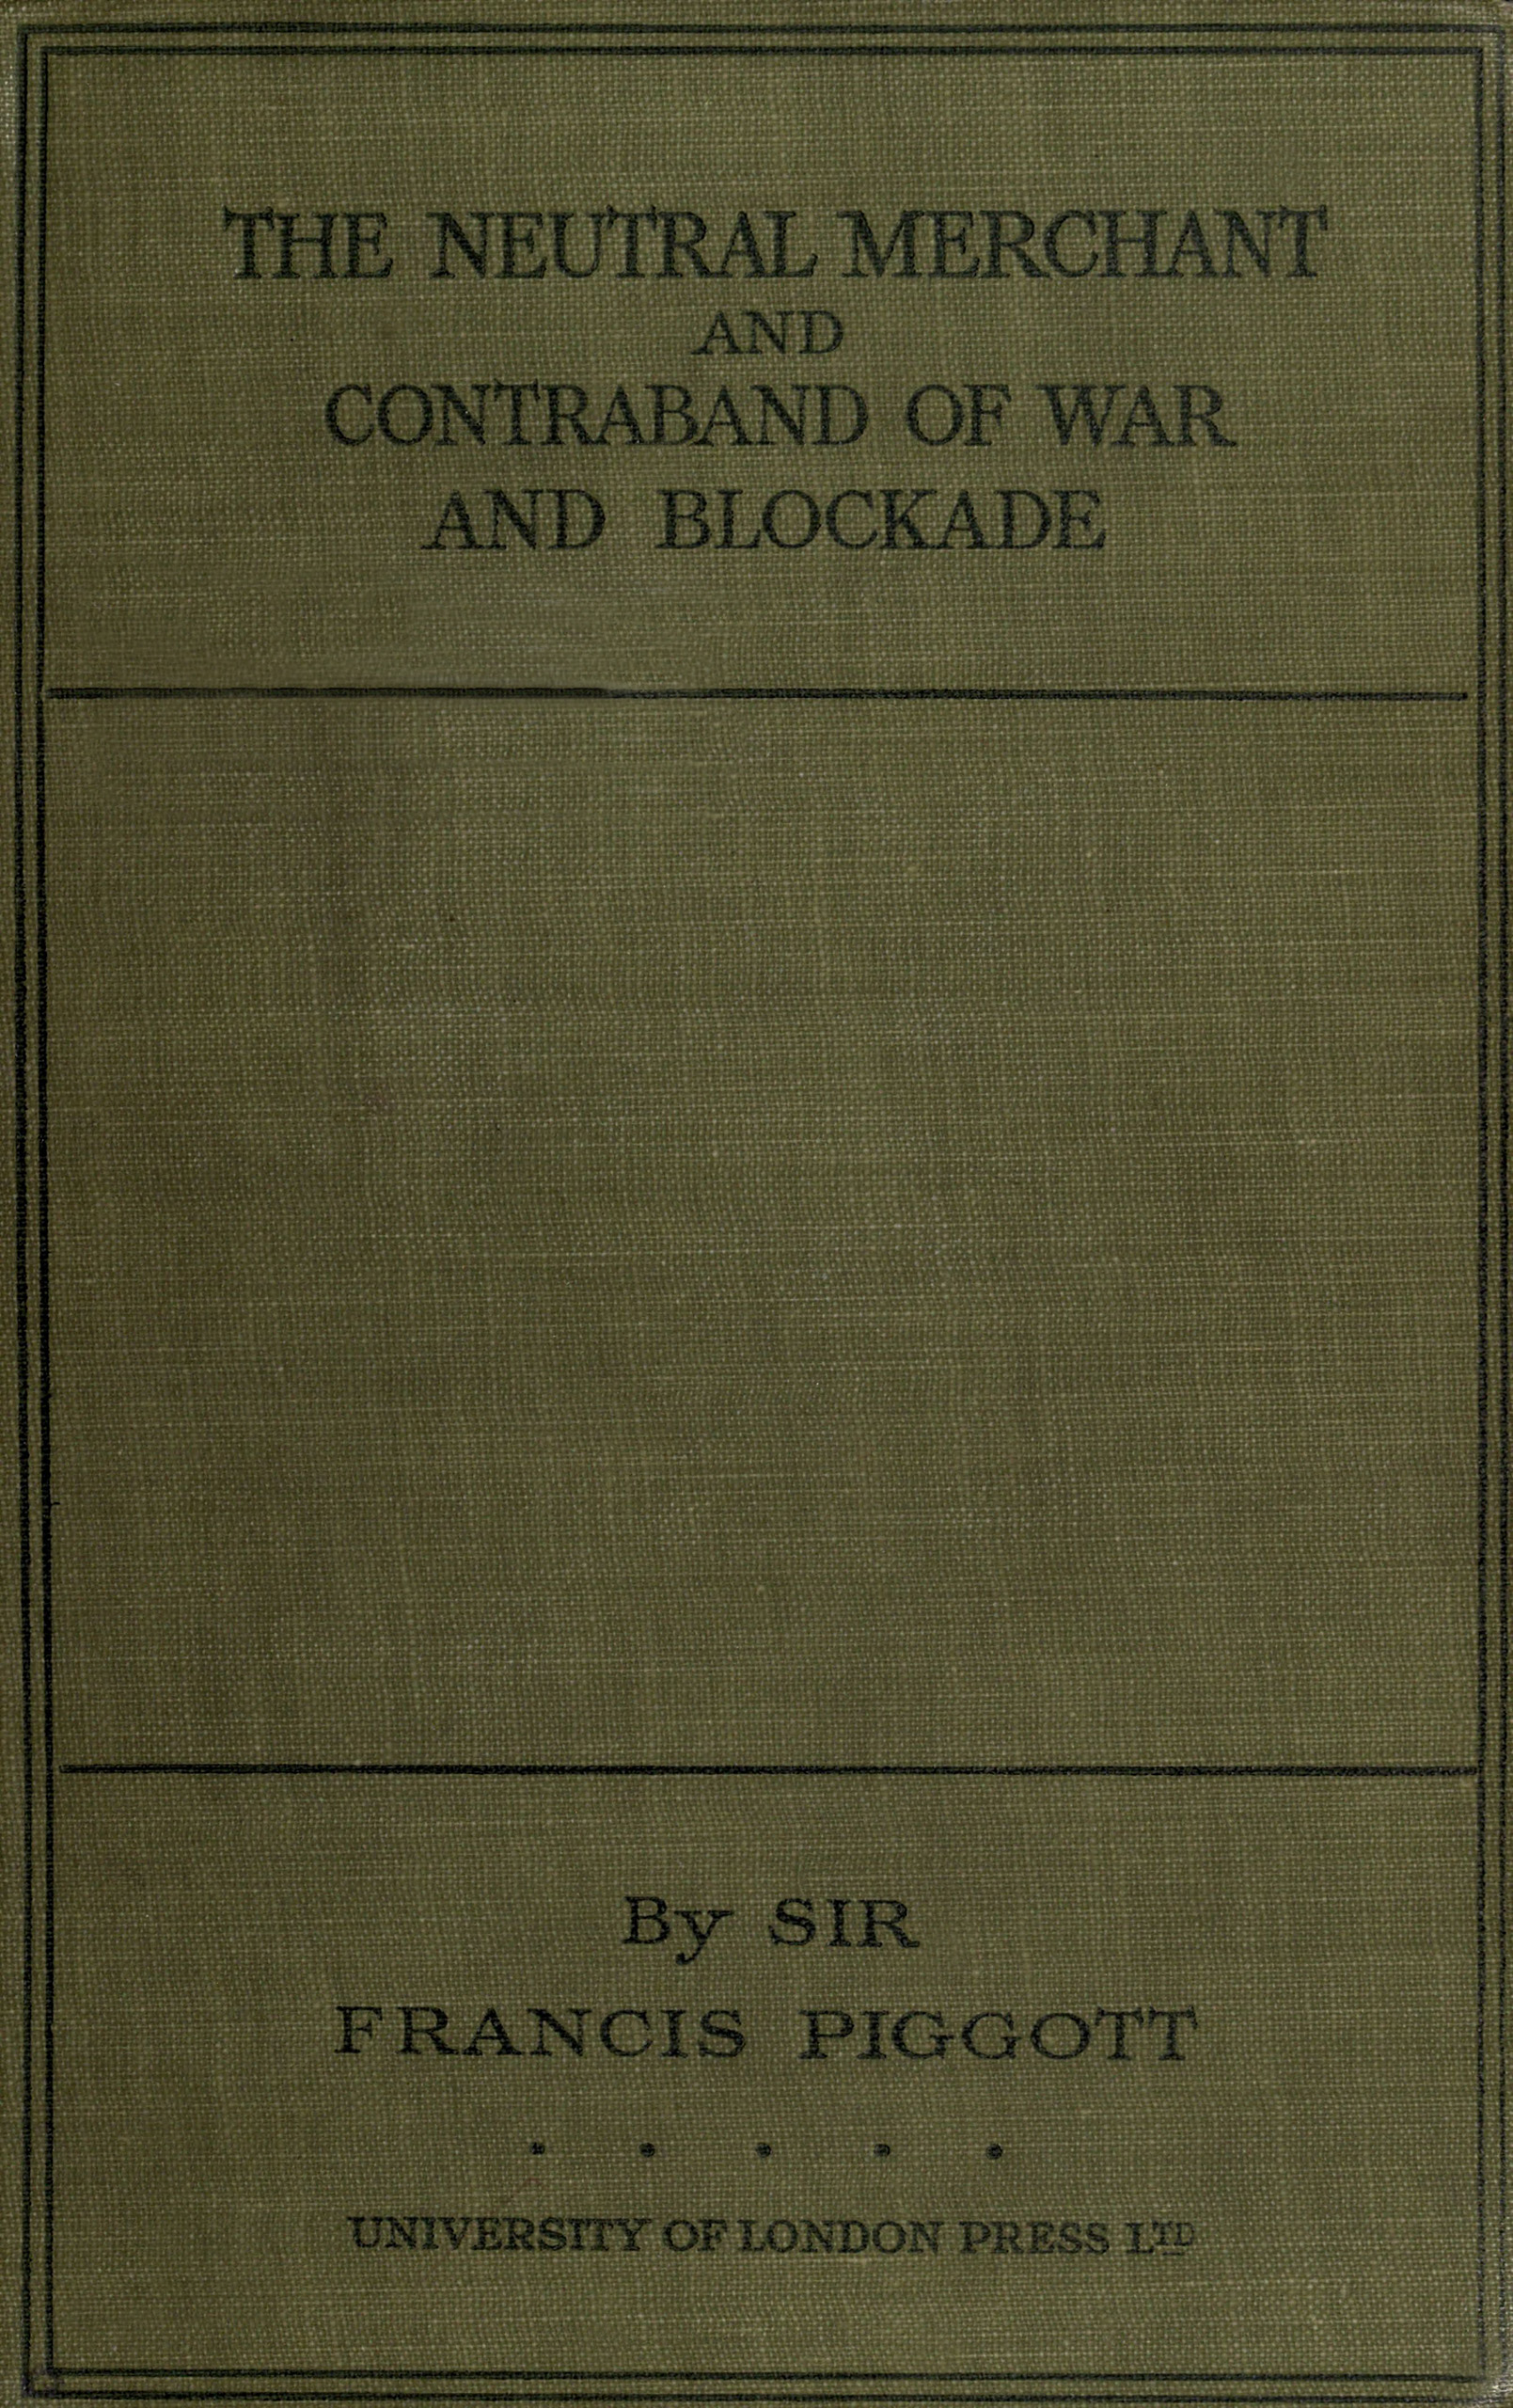 THE NEUTRAL MERCHANT
AND
CONTRABAND OF WAR
AND BLOCKADE
By SIR
FRANCIS PIGGOTT
. . . . .
UNIVERSITY OF LONDON PRESS LTD